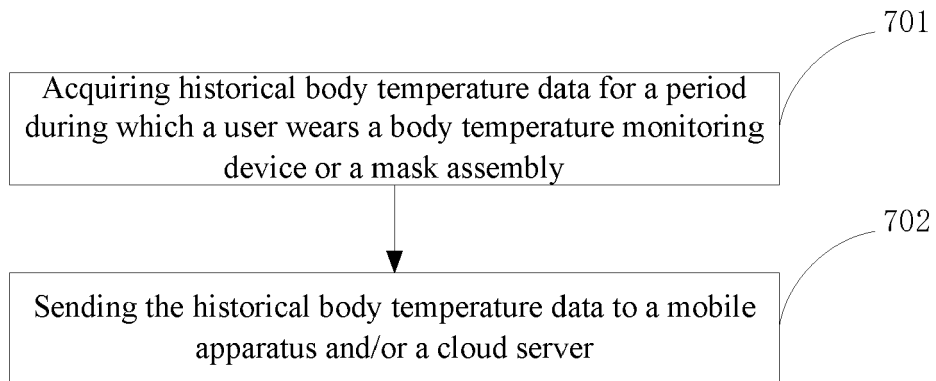 701
Acquiring historical body temperature data for a period
during which a user wears a body temperature monitoring
device or a mask assembly
702
Sending the historical body temperature data to a mobile
apparatus and/or a cloud server